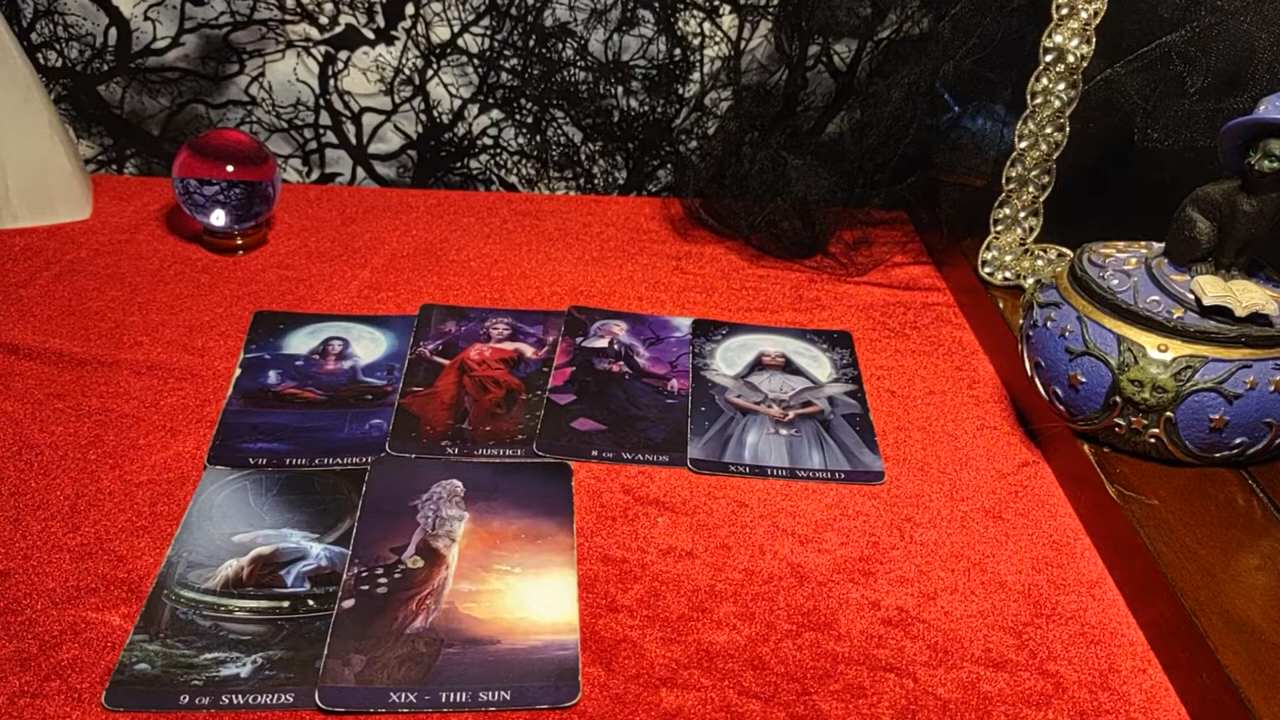 VII - THE CHARIOT
XI - JUSTICE
8 OF WANDS
XXI - THE WORLD
9 OF SWORDS
XIX - THE SUN